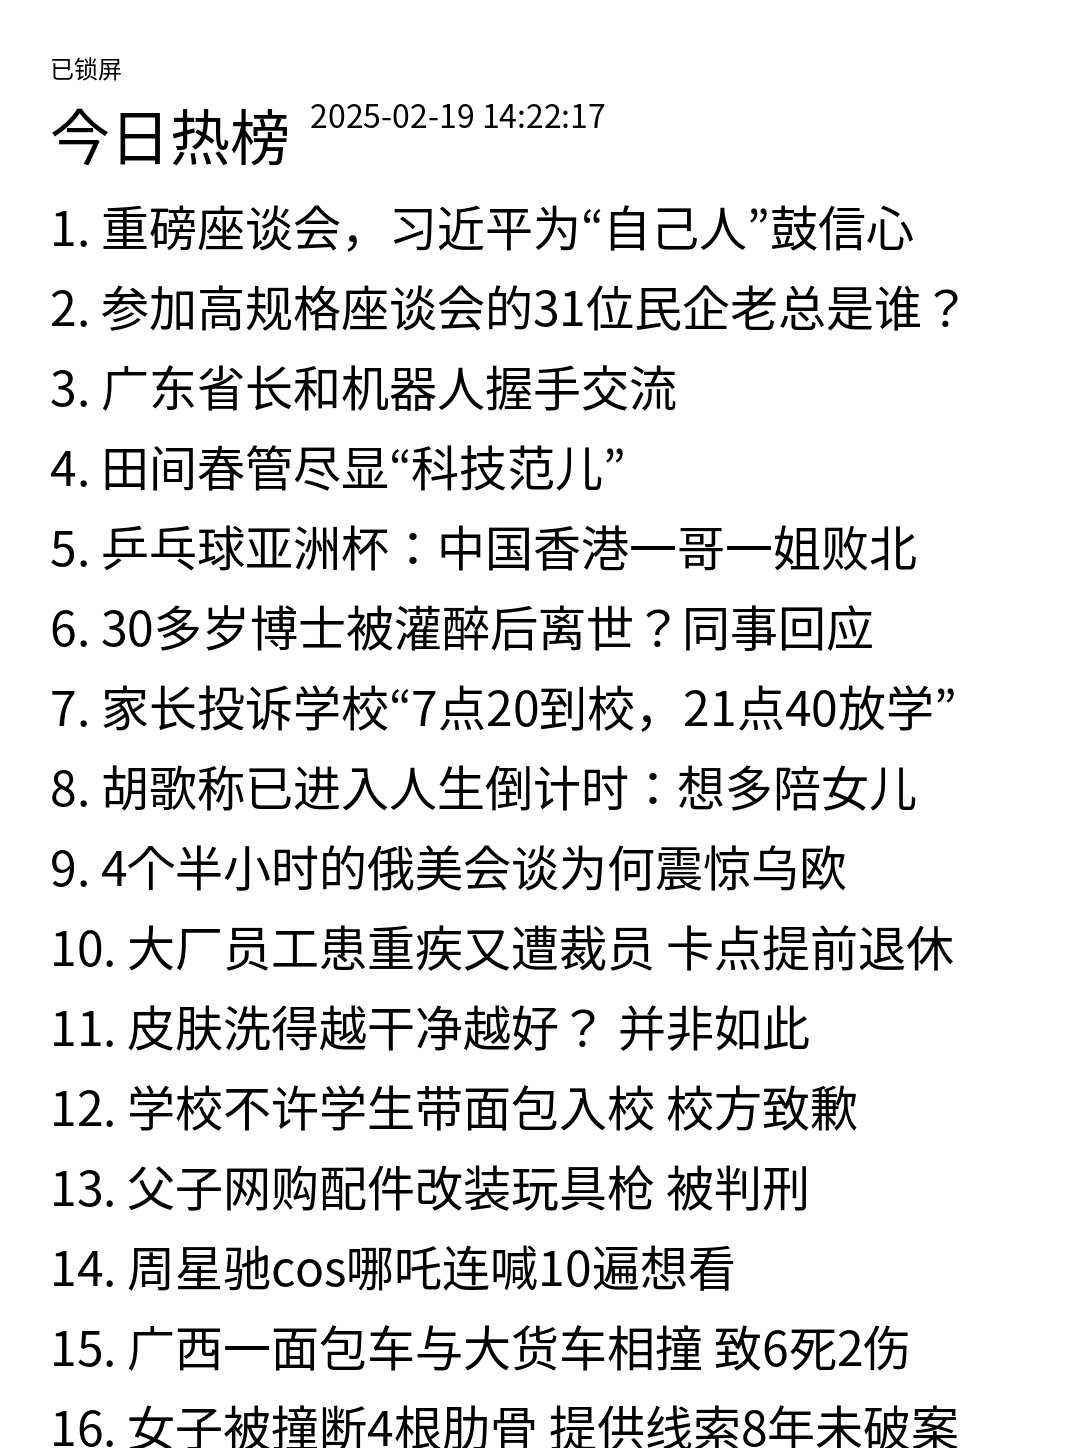 已锁屏
今日热榜 2025-02-19 14:22:17
1. 重磅座谈会，习近平为“自己人”鼓信心
2. 参加高规格座谈会的31位民企老总是谁？
3. 广东省长和机器人握手交流
4. 田间春管尽显“科技范儿”
5. 乒乓球亚洲杯：中国香港一哥一姐败北
6. 30多岁博士被灌醉后离世？同事回应
7. 家长投诉学校“7点20到校，21点40放学”
8. 胡歌称已进入人生倒计时：想多陪女儿
9. 4个半小时的俄美会谈为何震惊乌欧
10. 大厂员工患重疾又遭裁员 卡点提前退休
11. 皮肤洗得越干净越好？ 并非如此
12. 学校不许学生带面包入校 校方致歉
13. 父子网购配件改装玩具枪 被判刑
14. 周星驰cos哪吒连喊10遍想看
15. 广西一面包车与大货车相撞 致6死2伤
16. 女子被撞断4根肋骨 提供线索8年未破案